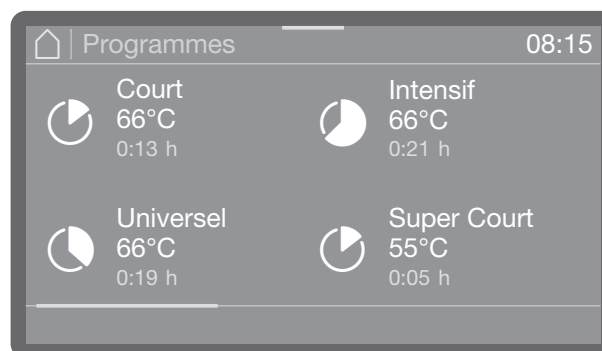 Programmes 08:15
Court
66°C
0:13 h
Intensif
66°C
0:21 h
Universel
66°C
0:19 h
Super Court
55°C
0:05 h